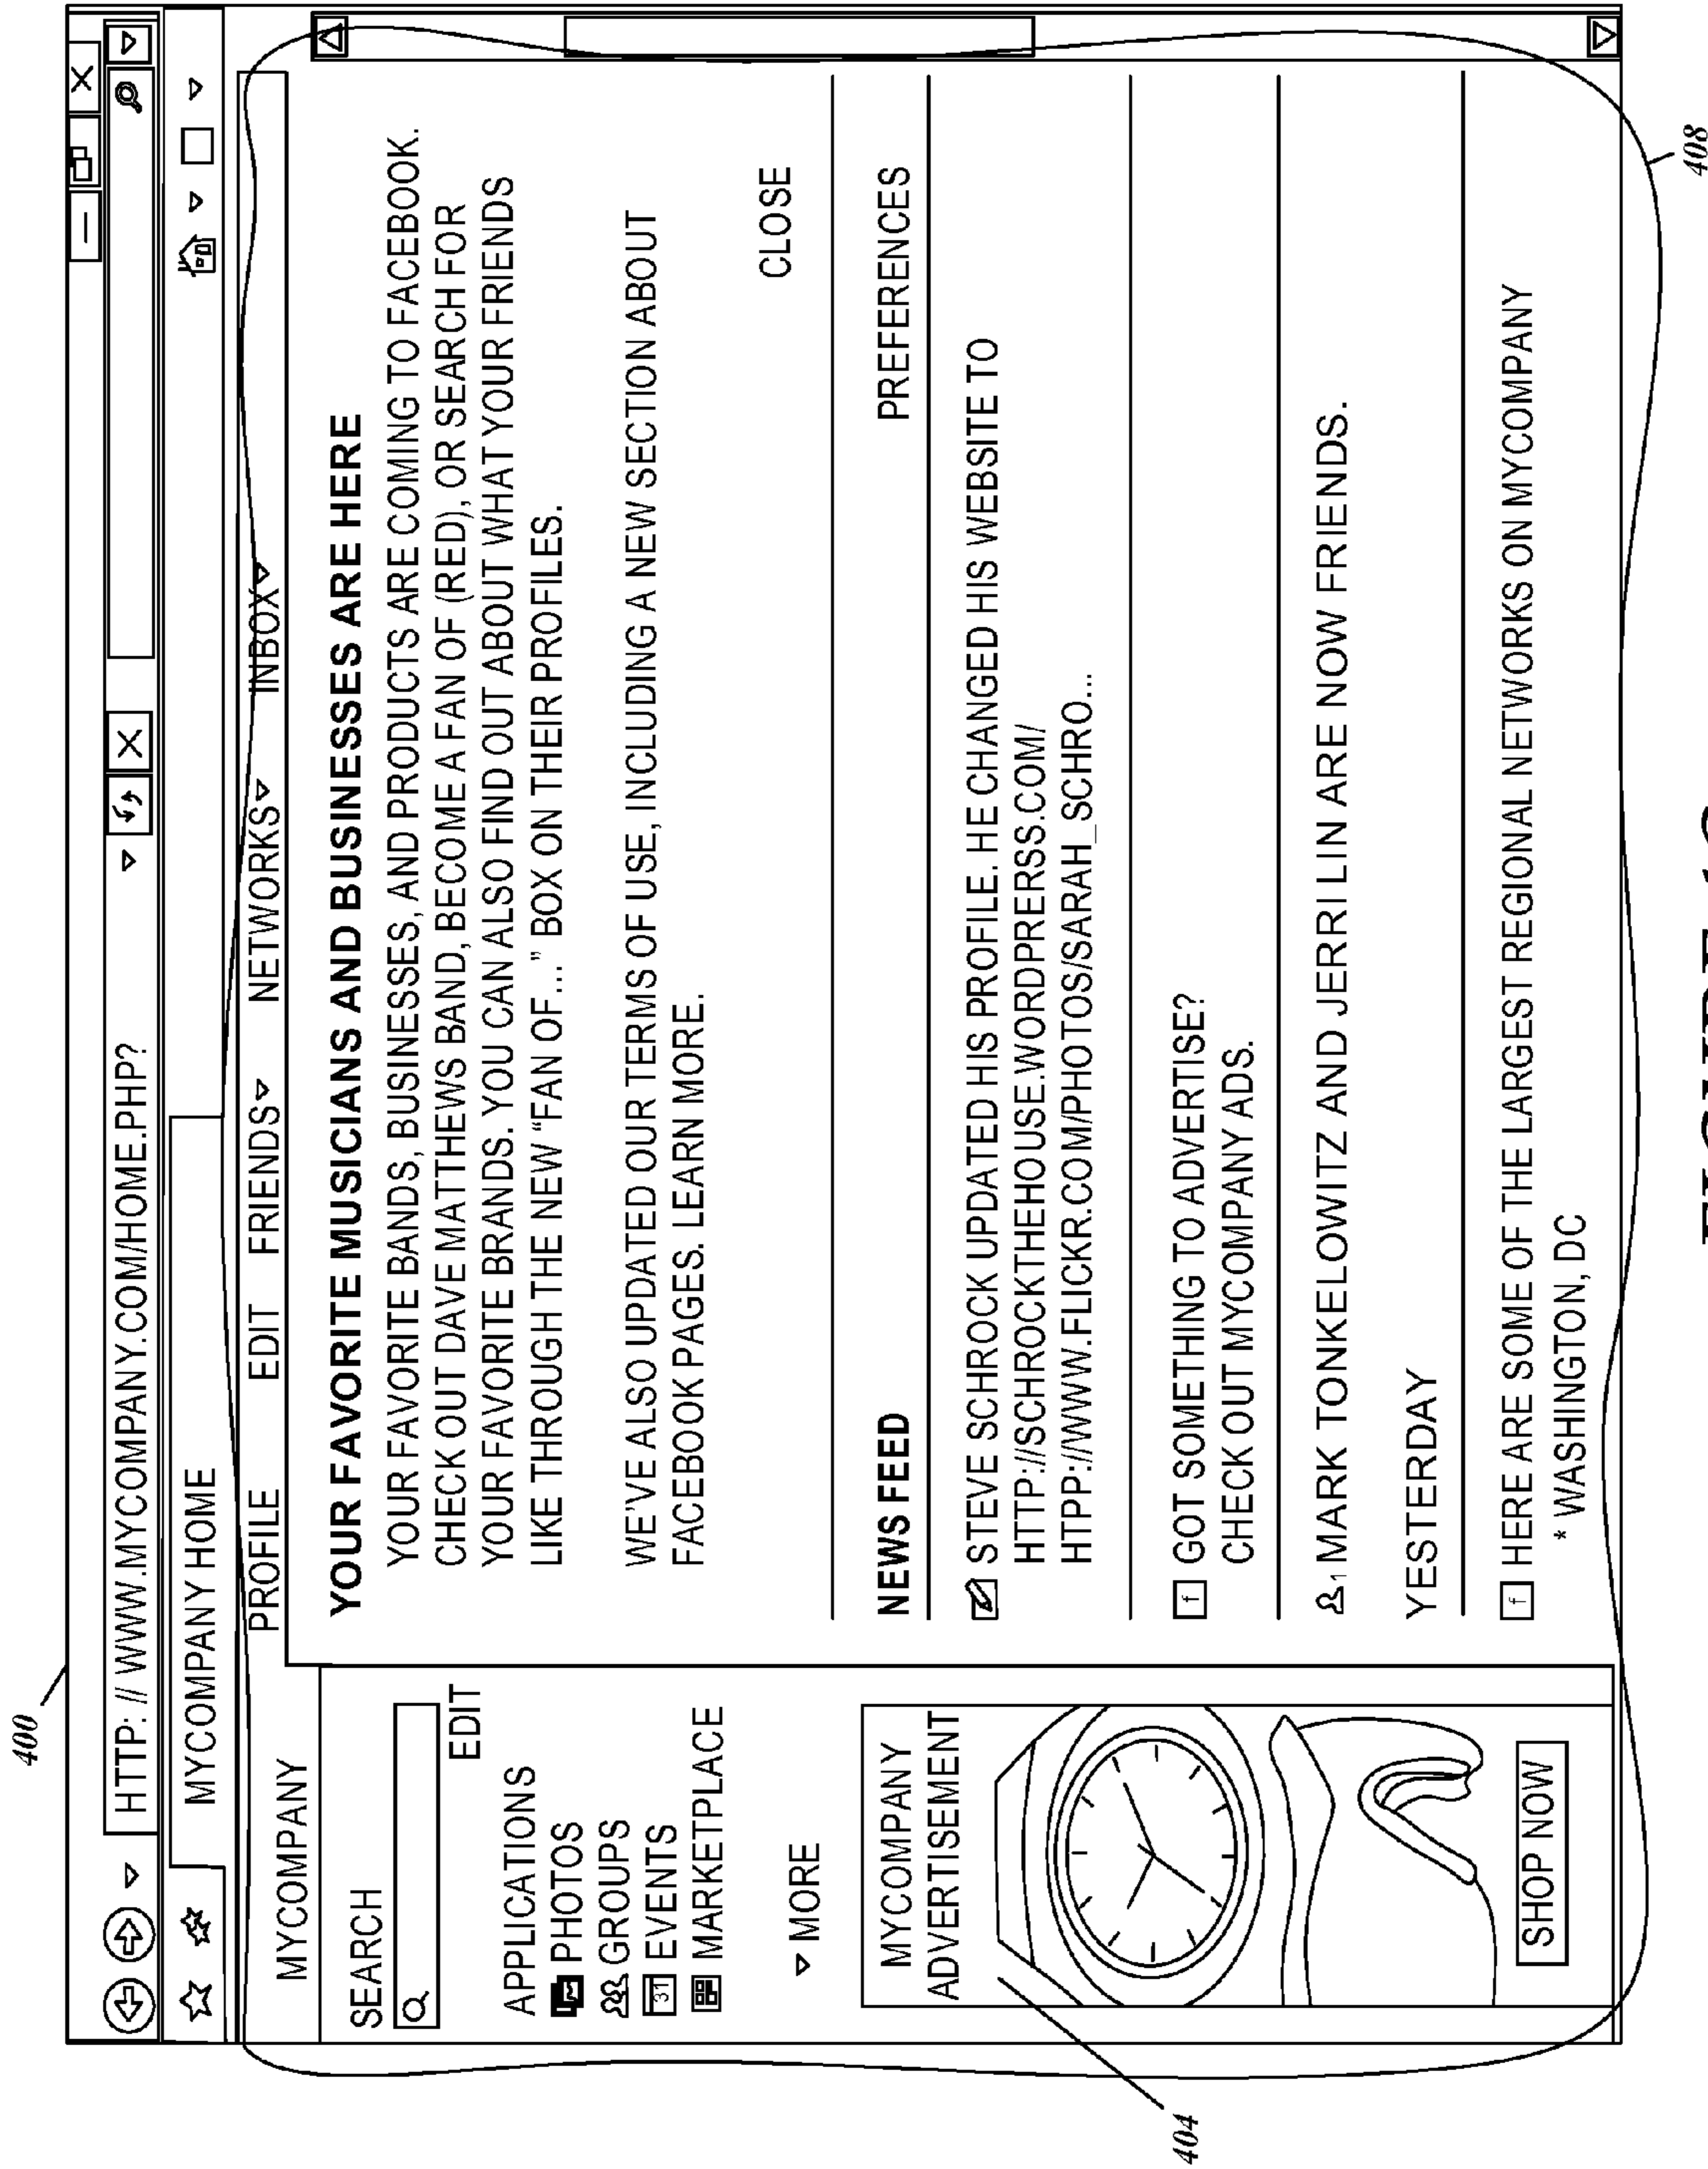 400
HTTP: // WWW.MYCOMPANY.COM/HOME.PHP?
MYCOMPANY HOME
MYCOMPANY
PROFILE EDIT FRIENDS NETWORKS INBOX
SEARCH
EDIT
APPLICATIONS
PHOTOS
GROUPS
31 EVENTS
MARKETPLACE
MORE
MYCOMPANY
ADVERTISEMENT
SHOP NOW
404
YOUR FAVORITE MUSICIANS AND BUSINESSES ARE HERE
YOUR FAVORITE BANDS, BUSINESSES, AND PRODUCTS ARE COMING TO FACEBOOK.
CHECK OUT DAVE MATTHEWS BAND, BECOME A FAN OF (RED), OR SEARCH FOR
YOUR FAVORITE BRANDS. YOU CAN ALSO FIND OUT ABOUT WHAT YOUR FRIENDS
LIKE THROUGH THE NEW “FAN OF...” BOX ON THEIR PROFILES.
WE'VE ALSO UPDATED OUR TERMS OF USE, INCLUDING A NEW SECTION ABOUT
FACEBOOK PAGES. LEARN MORE.
CLOSE
NEWS FEED PREFERENCES
STEVE SCHROCK UPDATED HIS PROFILE. HE CHANGED HIS WEBSITE TO
HTTP://SCHROCKTHEHOUSE.WORDPRERSS.COM/
HTPP://WWW.FLICKR.COM/PHOTOS/SARAH_SCHRO...
f GOT SOMETHING TO ADVERTISE?
CHECK OUT MYCOMPANY ADS.
1 MARK TONKELOWITZ AND JERRI LIN ARE NOW FRIENDS.
YESTERDAY
f HERE ARE SOME OF THE LARGEST REGIONAL NETWORKS ON MYCOMPANY
* WASHINGTON, DC
408